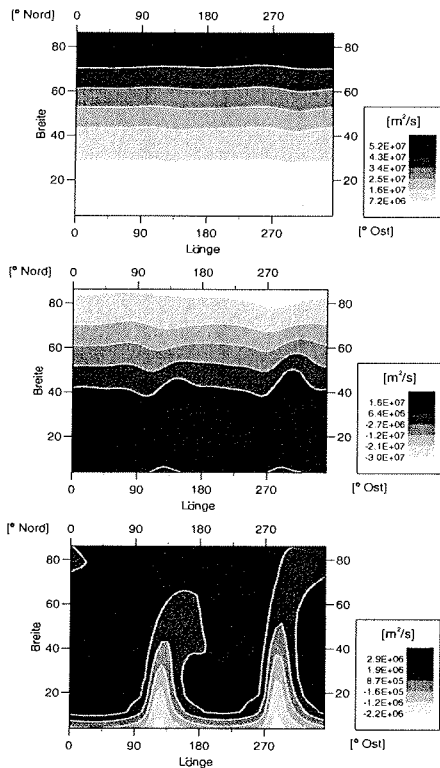 [° Nord] 0 90 180 270
80 80
60 60
Breite
40 40
20 20
0 90 180 270 [° Ost]
Länge
[m²/s]
5.2E+07
4.3E+07
3.4E+07
2.5E+07
1.6E+07
7.2E+06
[° Nord] 0 90 180 270
80 80
60 60
Breite
40 40
20 20
0 90 180 270 [° Ost]
Länge
[m²/s]
1.5E+07
6.4E+06
-2.7E+06
-1.2E+07
-2.1E+07
-3.0E+07
[° Nord] 0 90 180 270
80 80
60 60
Breite
40 40
20 20
0 90 180 270 [° Ost]
Länge
[m²/s]
2.9E+06
1.9E+06
8.7E+05
-1.6E+05
-1.2E+06
-2.2E+06